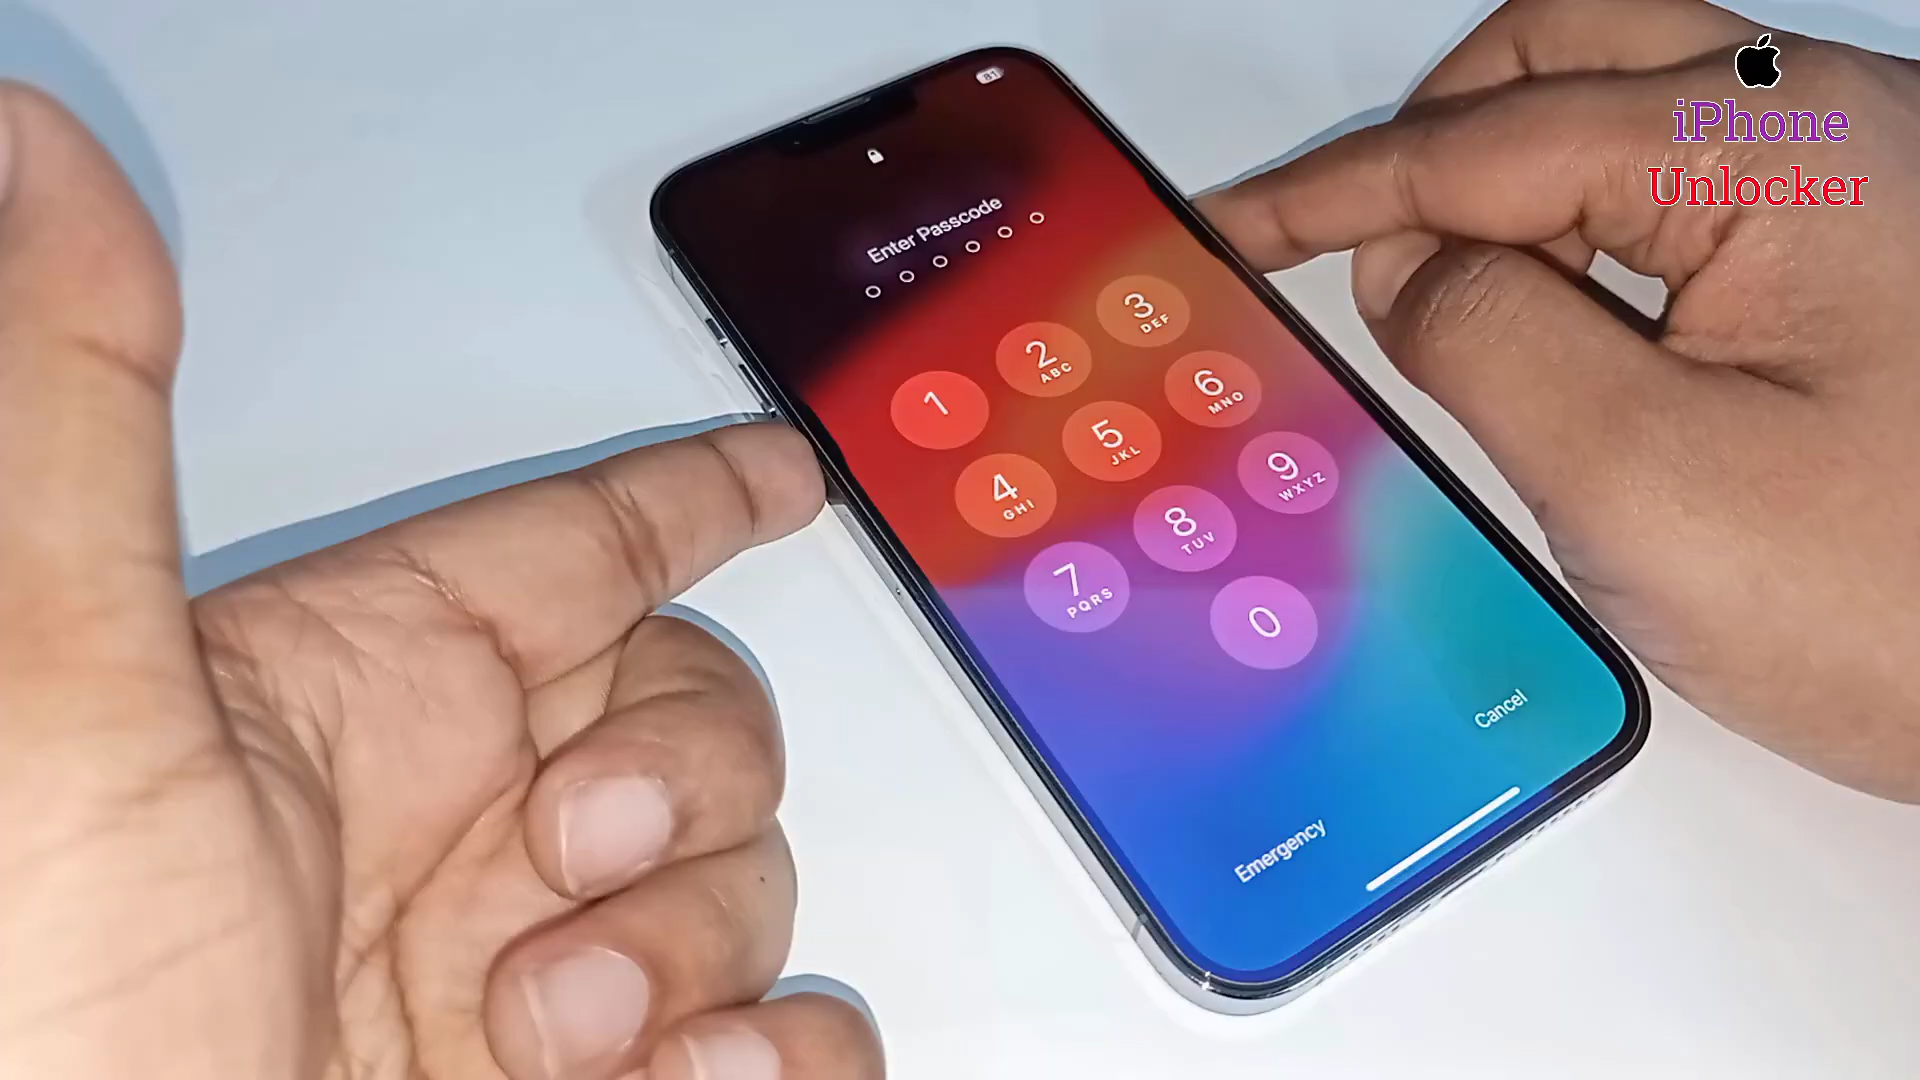 iPhone
Unlocker
81
Enter Passcode
1
2
ABC
3
DEF
4
GHI
5
JKL
6
MNO
7
PQRS
8
TUV
9
WXYZ
0
Emergency
Cancel